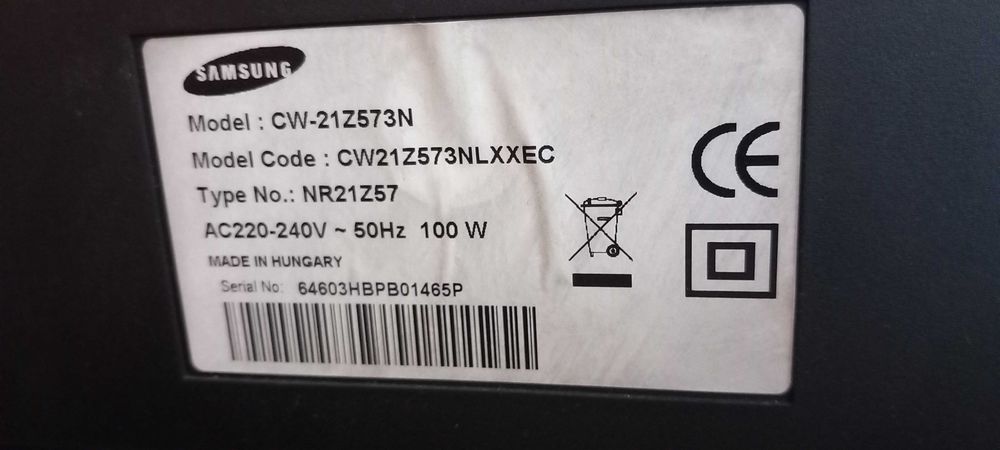 SAMSUNG
Model : CW-21Z573N
Model Code : CW21Z573NLXXEC
Type No.: NR21Z57
AC220-240V ~ 50Hz 100 W
MADE IN HUNGARY
Serial No: 64603HBPB01465P
CE